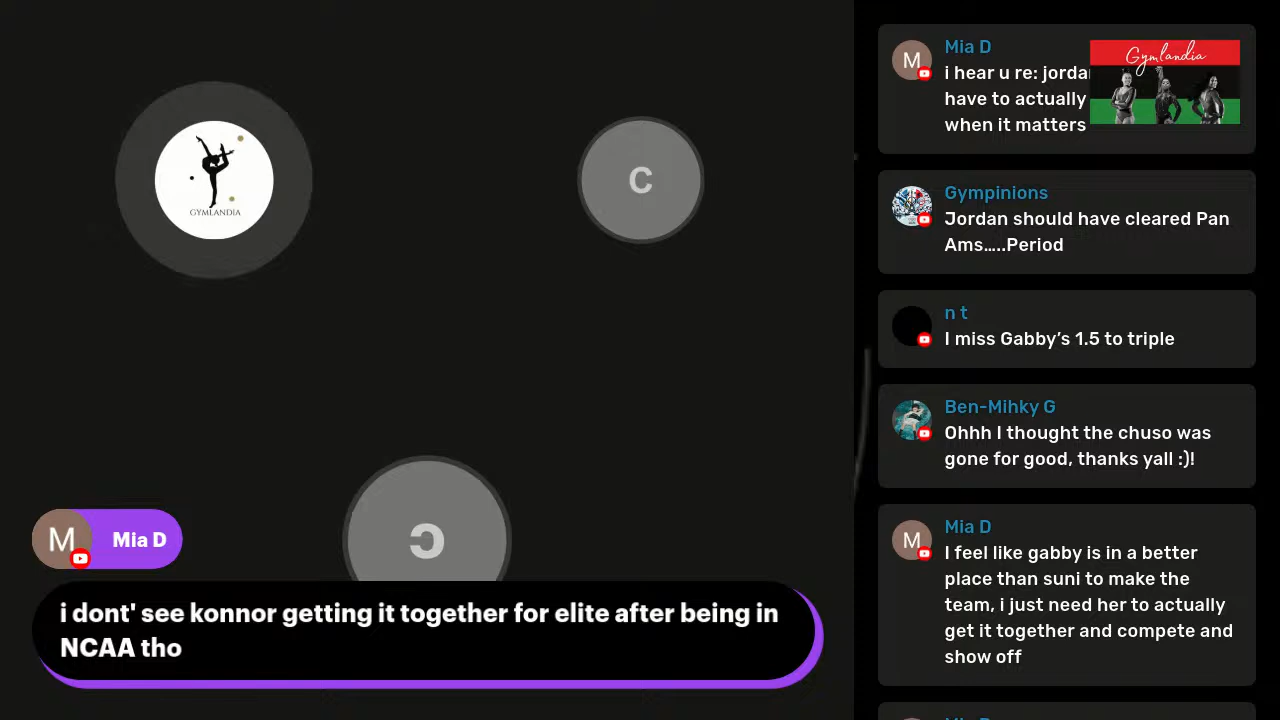 GYMLANDIA
C
Ɔ
M
Mia D
i dont' see konnor getting it together for elite after being in
NCAA tho
M
Mia D
i hear u re: jordan
have to actually
when it matters
Gymlandia
Gympinions
Jordan should have cleared Pan
Ams.....Period
n t
I miss Gabby’s 1.5 to triple
Ben-Mihky G
Ohhh I thought the chuso was
gone for good, thanks yall :)!
M
Mia D
I feel like gabby is in a better
place than suni to make the
team, i just need her to actually
get it together and compete and
show off